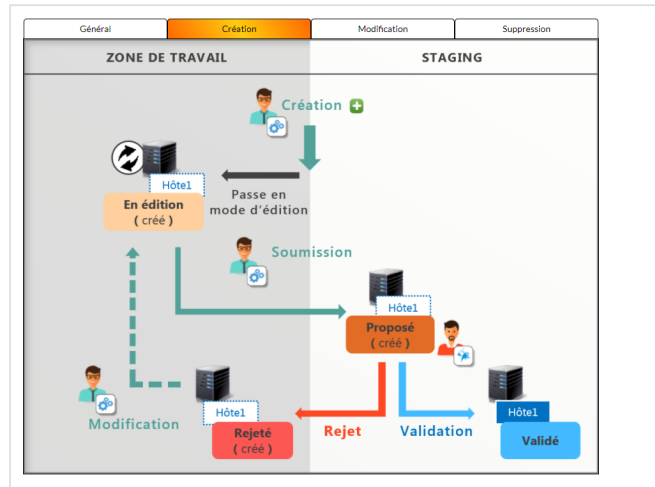 Général
Création
Modification
Suppression
ZONE DE TRAVAIL
STAGING
Création
Hôte1
En édition
( créé )
Passe en
mode d'édition
Soumission
Hôte1
Proposé
( créé )
Modification
Hôte1
Rejeté
( créé )
Rejet
Validation
Hôte1
Validé